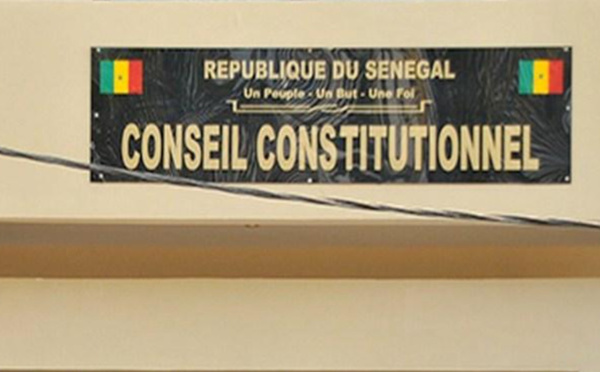 REPUBLIQUE DU SENEGAL
Un Peuple - Un But - Une Foi
CONSEIL CONSTITUTIONNEL